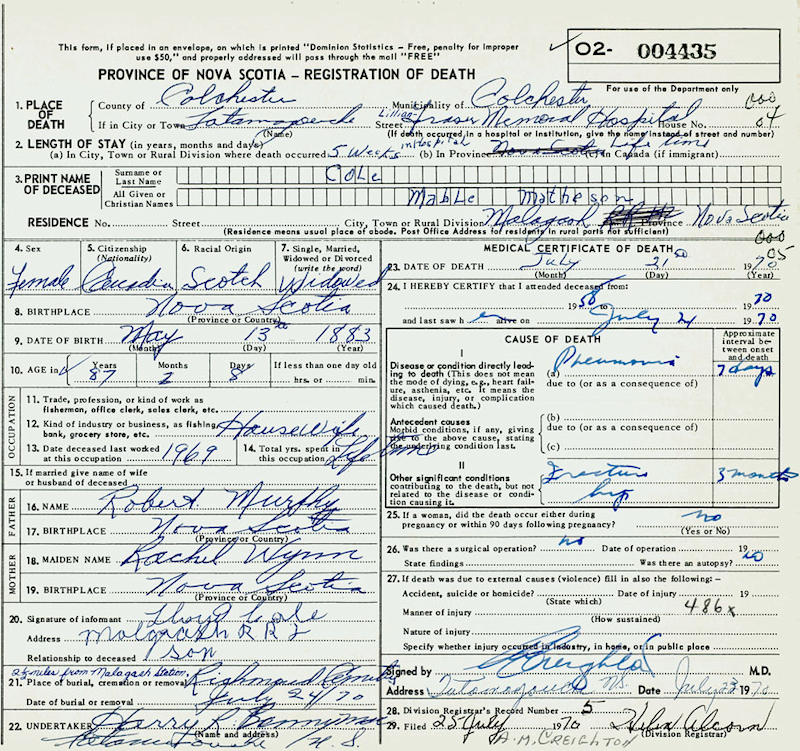 This form, if placed in an envelope, on which is printed "Dominion Statistics – Free, penalty for improper
use $50," and properly addressed will pass through the mail "FREE"
✓ 02- 004435
PROVINCE OF NOVA SCOTIA – REGISTRATION OF DEATH
For use of the Department only
1. PLACE OF DEATH
County of Colchester Municipality of Colchester 000
If in City or Town Tatamagouche (Name) Street Lillian Fraser Memorial Hospital House No. 04
(If death occurred in a hospital or institution, give the name instead of street and number)
2. LENGTH OF STAY (in years, months and days)
(a) In City, Town or Rural Division where death occurred 5 weeks in hospital (b) In Province Life time (c) in Canada (if immigrant)
3. PRINT NAME OF DECEASED
Surname or Last Name Cole
All Given or Christian Names Mable Matheson
RESIDENCE No. Street City, Town or Rural Division Malagash Province Nova Scotia
(Residence means usual place of abode. Post Office Address for residents in rural parts not sufficient)
000
05
4. Sex Female
5. Citizenship (Nationality) Canadian
6. Racial Origin Scotch
7. Single, Married, Widowed or Divorced (write the word) Widowed
8. BIRTHPLACE Nova Scotia
(Province or Country)
9. DATE OF BIRTH May 13th 1883
(Month) (Day) (Year)
10. AGE in Years 87 Months 2 Days 8 If less than one day old
hrs. or min.
OCCUPATION
11. Trade, profession, or kind of work as
fisherman, office clerk, sales clerk, etc.
12. Kind of industry or business, as fishing, bank, grocery store, etc. Housewife
13. Date deceased last worked at this occupation 1969 14. Total yrs. spent in this occupation Lifetime
15. If married give name of wife
or husband of deceased
FATHER
16. NAME Robert Murphy
17. BIRTHPLACE Nova Scotia
(Province or Country)
MOTHER
18. MAIDEN NAME Rachel Wynn
19. BIRTHPLACE Nova Scotia
(Province or Country)
20. Signature of informant Lloyd Cole
Address Malagash RR 1
Relationship to deceased son
2½ miles from Malagash Station
21. Place of burial, cremation or removal Richmond
Date of burial or removal July 24 70
22. UNDERTAKER Harry R.
(Name and address)
Tatamagouche N.S.
MEDICAL CERTIFICATE OF DEATH
23. DATE OF DEATH July 21 1970
(Month) (Day) (Year)
24. I HEREBY CERTIFY that I attended deceased from:
1958 to 1970
and last saw her alive on July 21 1970
CAUSE OF DEATH
Approximate interval between onset and death
I
Disease or condition directly leading to death (This does not mean the mode of dying, e.g., heart failure, asthenia, etc. It means the disease, injury, or complication which caused death.)
(a) Pneumonia 7 days
due to (or as a consequence of)
Antecedent causes
Morbid conditions, if any, giving rise to the above cause, stating the underlying condition last.
(b)
due to (or as a consequence of)
(c)
II
Other significant conditions
contributing to the death, but not related to the disease or condition causing it.
Fracture hip 3 months
25. If a woman, did the death occur either during
pregnancy or within 90 days following pregnancy? no
(Yes or No)
26. Was there a surgical operation? no Date of operation 19
State findings Was there an autopsy? no
27. If death was due to external causes (violence) fill in also the following:–
Accident, suicide or homicide? Date of injury 19
(State which)
Manner of injury 486x
(How sustained)
Nature of injury
Specify whether injury occurred in industry, in home, or in public place
Signed by Creighton M.D.
Address Tatamagouche NS. Date July 23 1970
28. Division Registrar's Record Number 5
29. Filed 25 July 1970 Helen
(Division Registrar)
A. M. CREIGHTON